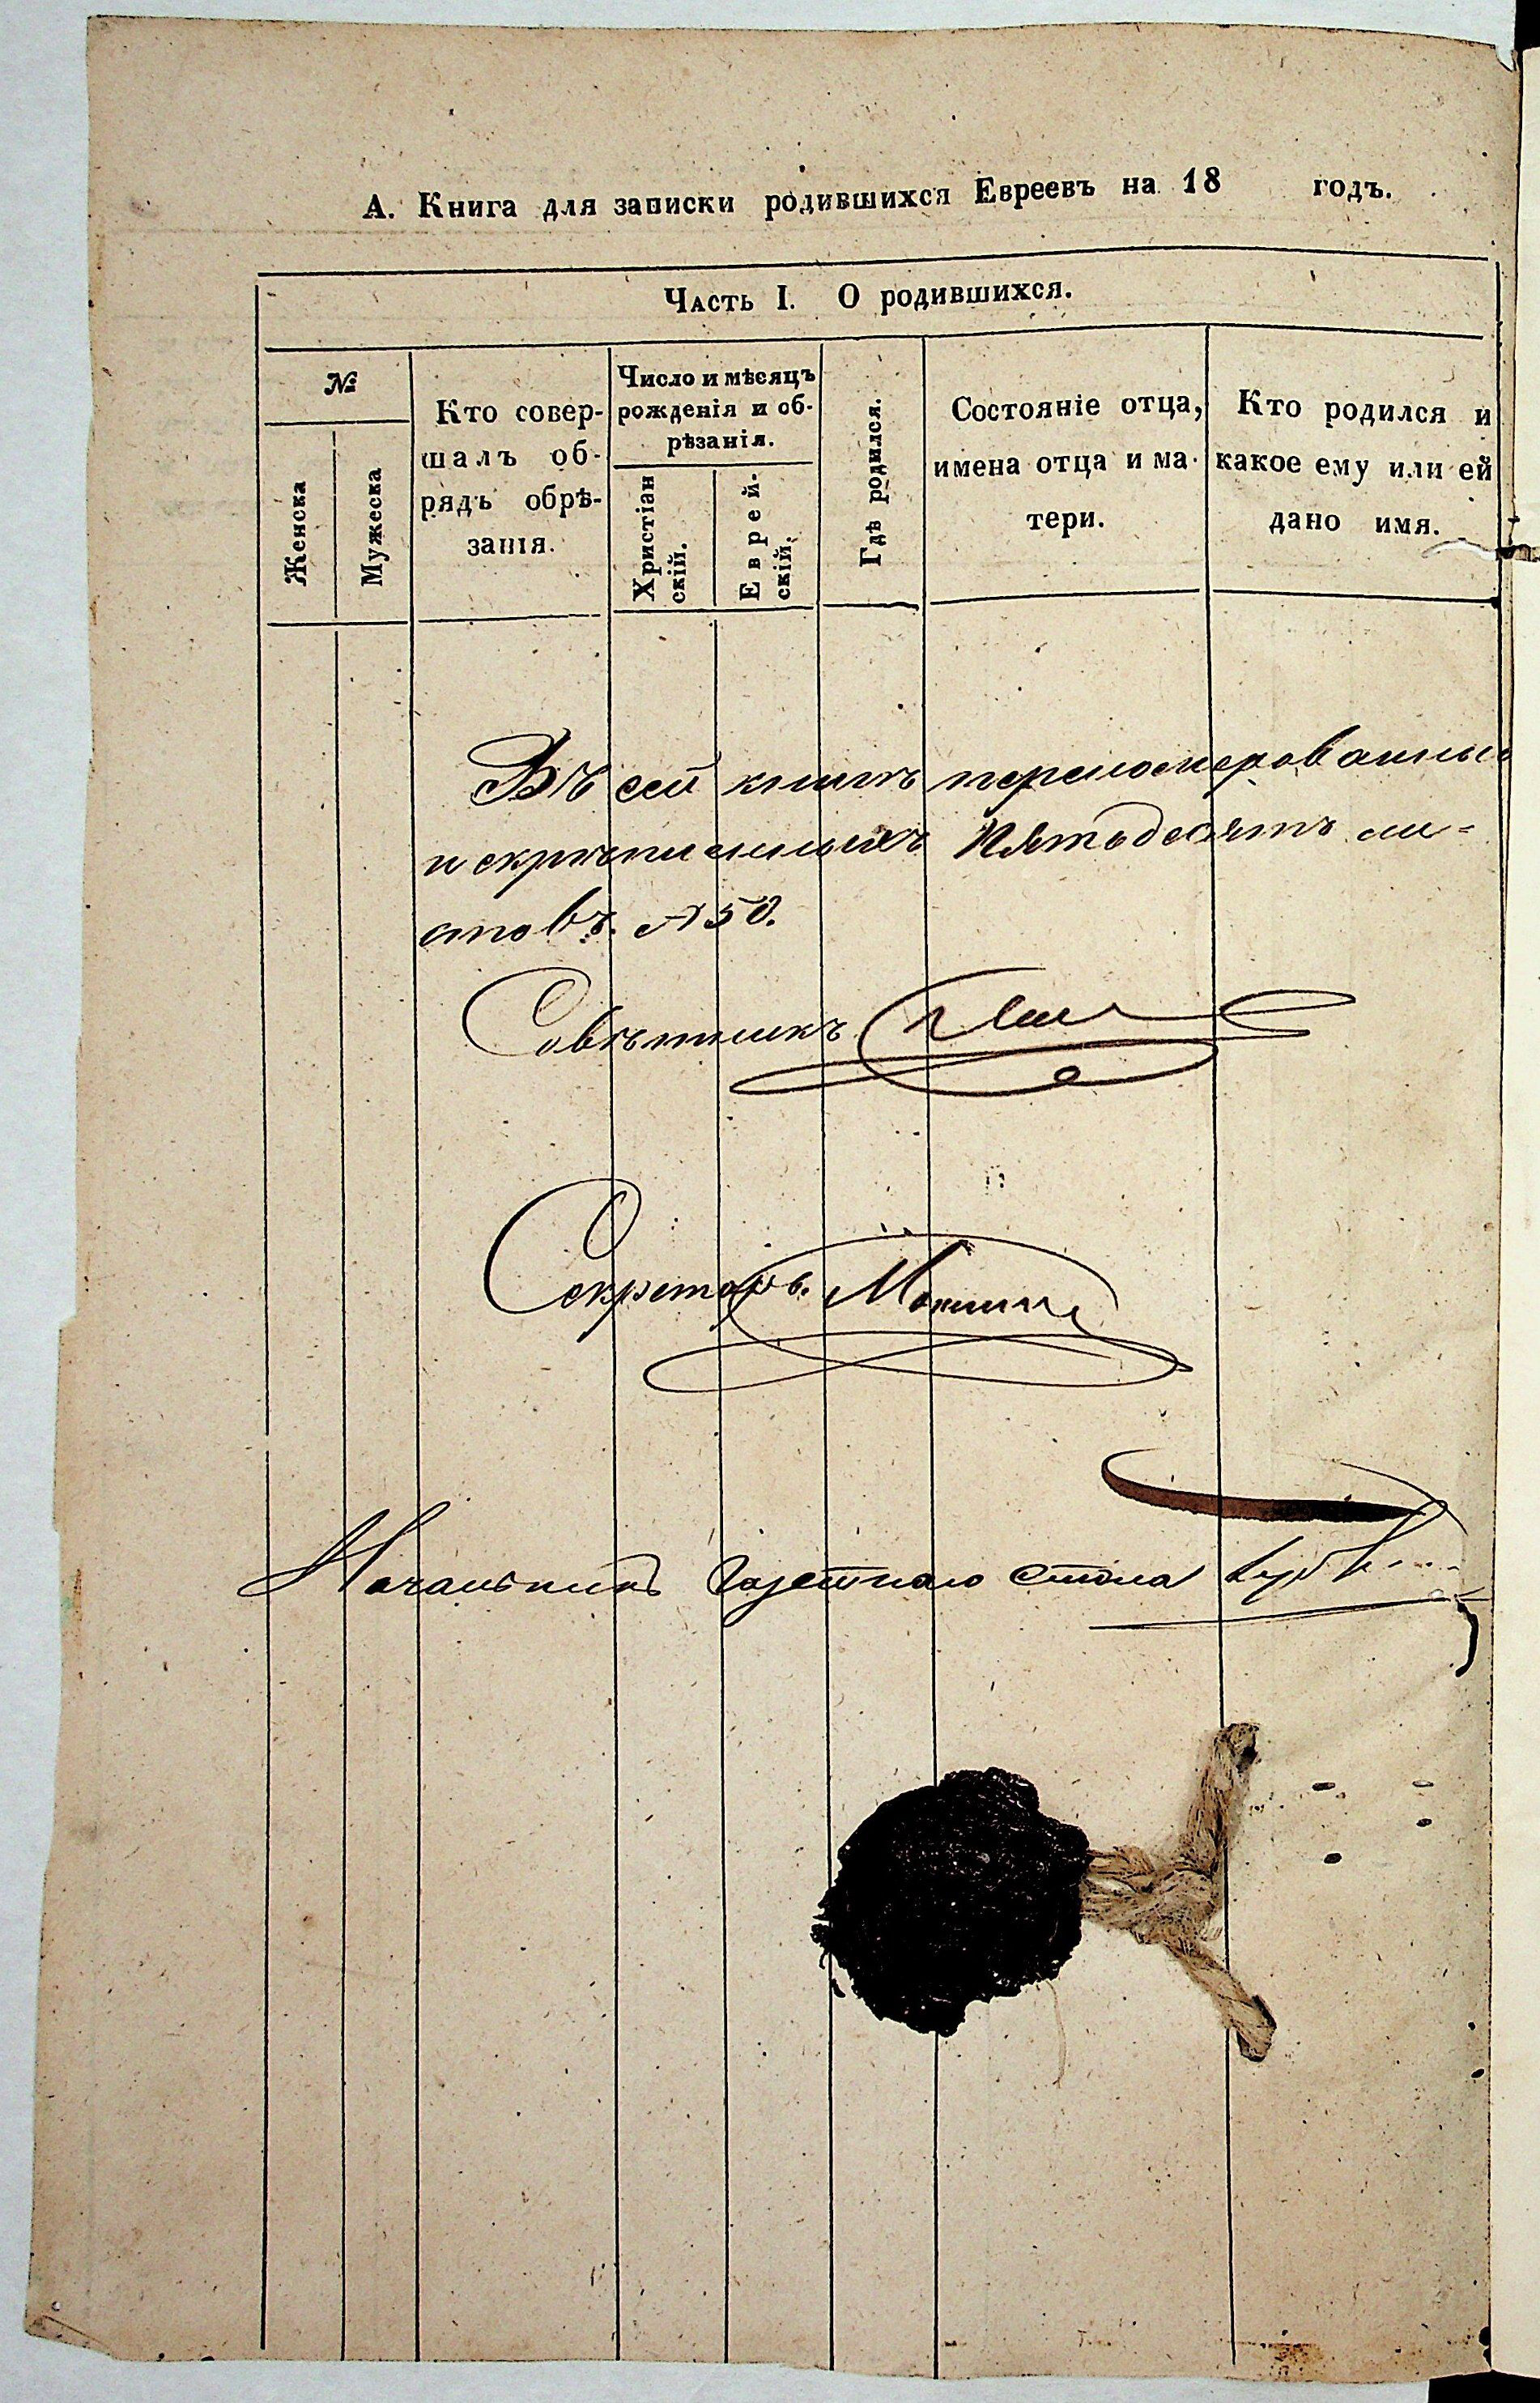 А. Книга для записки родившихся Евреевъ на 18 годъ.
Часть I. О родившихся.
№
Женска
Мужеска
Кто совер-
шалъ об-
рядъ обрѣ-
занія.
Число и мѣсяцъ
рожденія и об-
рѣзанія.
Христіан
скій.
Еврей-
скій.
Гдѣ родился.
Состояніе отца,
имена отца и ма-
тери.
Кто родился и
какое ему или ей
дано имя.
Въ сей книгѣ перенумерованныхъ
и скрѣпленныхъ Пятьдесятъ ли=
стовъ. № 50.
Совѣтникъ
Секретарь
Начальникъ Газетнаго стола